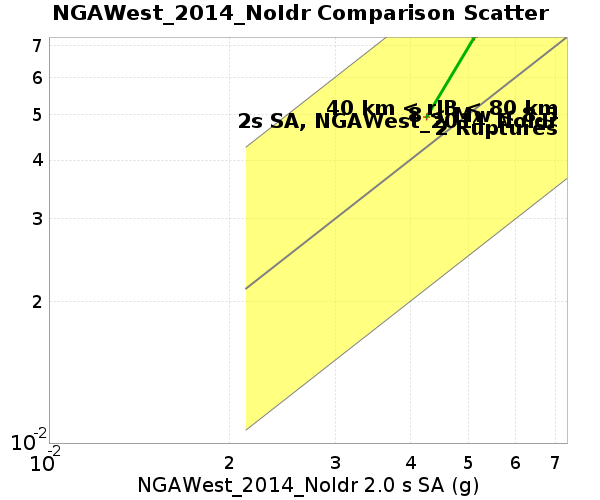 NGAWest_2014_NoIdr Comparison Scatter
7
6
5
4
3
2
10-2
10-2
2
3
4
5
6
7
40 km < rJB < 80 km
2s SA, NGAWest_2014_NoIdr
2 Ruptures
NGAWest_2014_NoIdr 2.0 s SA (g)